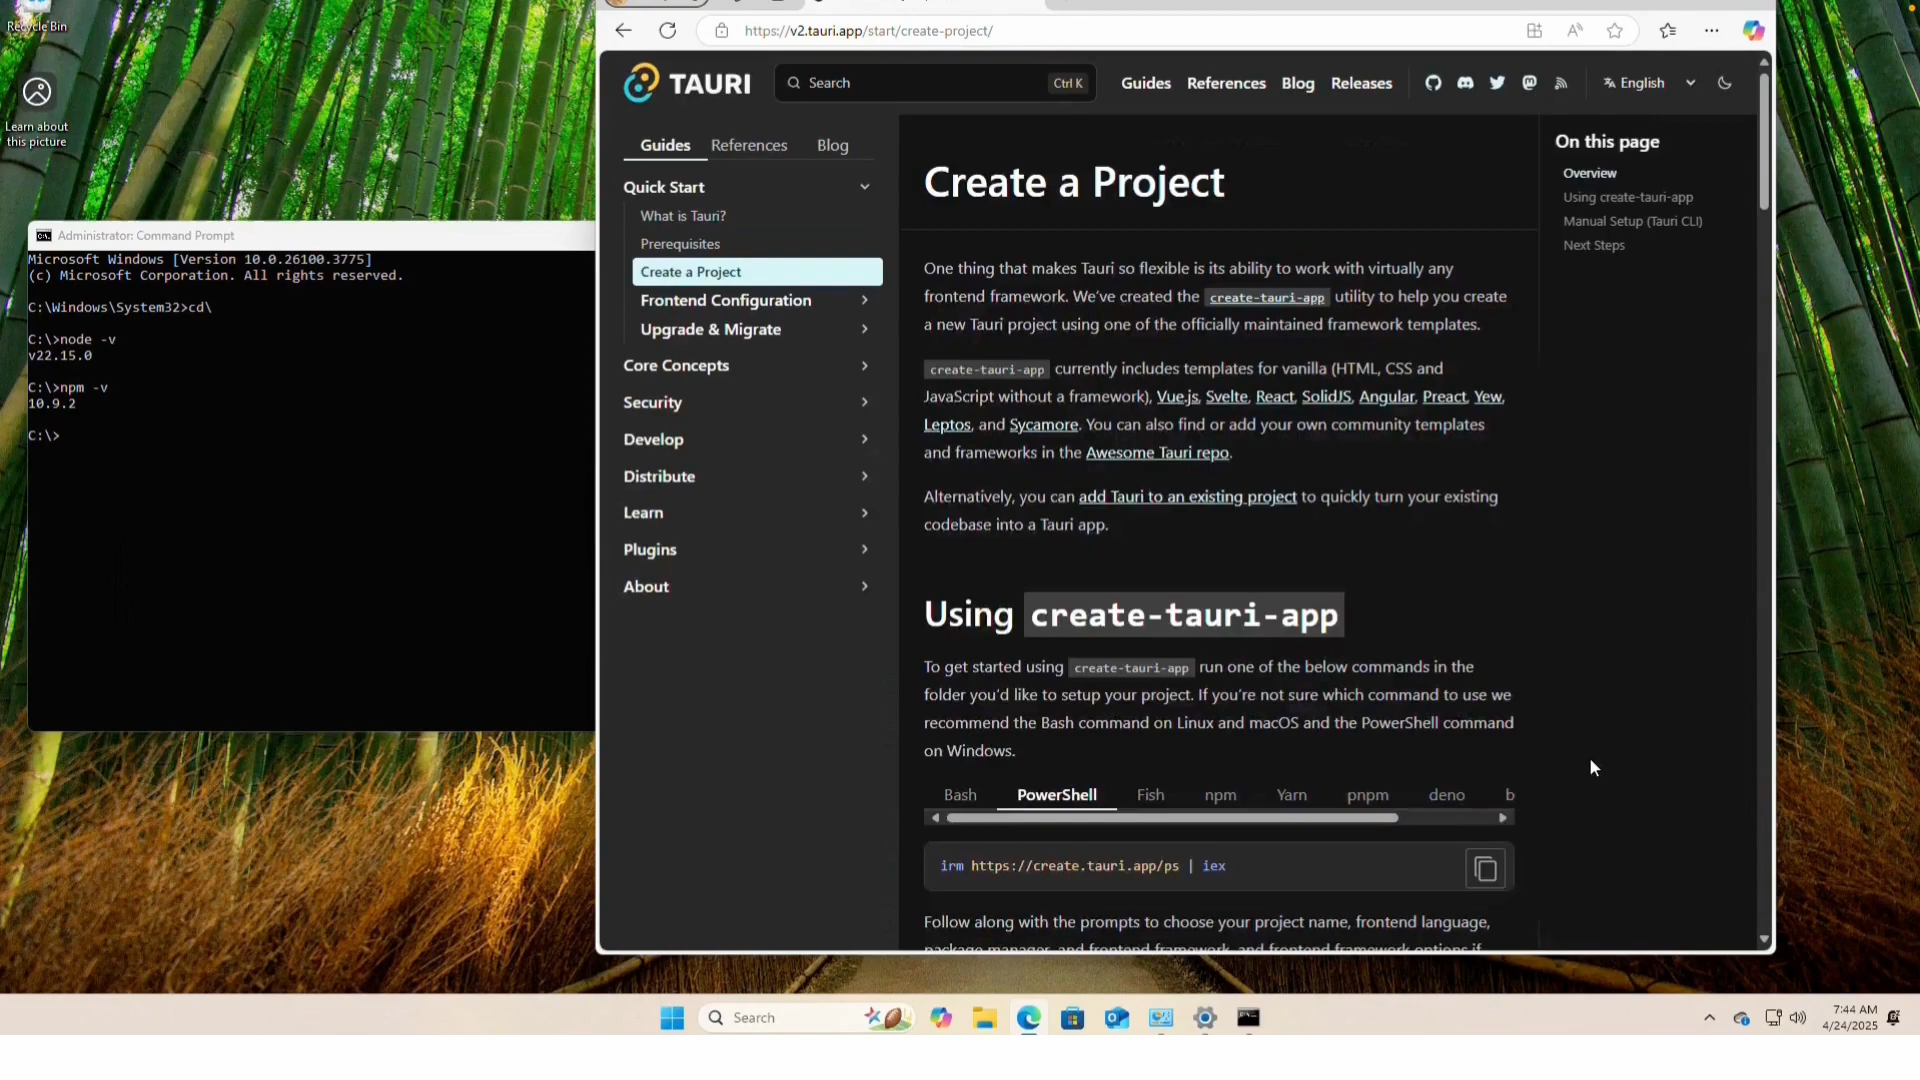 Recycle Bin
Learn about
this picture
Administrator: Command Prompt
Microsoft Windows [Version 10.0.26100.3775]
(c) Microsoft Corporation. All rights reserved.
C:\Windows\System32>cd\
C:\>node -v
v22.15.0
C:\>npm -v
10.9.2
C:\>
https://v2.tauri.app/start/create-project/
TAURI
Search
Ctrl K
Guides
References
Blog
Releases
English
Guides
References
Blog
Quick Start
What is Tauri?
Prerequisites
Create a Project
Frontend Configuration
Upgrade & Migrate
Core Concepts
Security
Develop
Distribute
Learn
Plugins
About
Create a Project
One thing that makes Tauri so flexible is its ability to work with virtually any
frontend framework. We've created the create-tauri-app utility to help you create
a new Tauri project using one of the officially maintained framework templates.
create-tauri-app currently includes templates for vanilla (HTML, CSS and
JavaScript without a framework), Vue.js, Svelte, React, SolidJS, Angular, Preact, Yew,
Leptos, and Sycamore. You can also find or add your own community templates
and frameworks in the Awesome Tauri repo.
Alternatively, you can add Tauri to an existing project to quickly turn your existing
codebase into a Tauri app.
Using create-tauri-app
To get started using create-tauri-app run one of the below commands in the
folder you'd like to setup your project. If you're not sure which command to use we
recommend the Bash command on Linux and macOS and the PowerShell command
on Windows.
Bash
PowerShell
Fish
npm
Yarn
pnpm
deno
b
irm https://create.tauri.app/ps | iex
Follow along with the prompts to choose your project name, frontend language,
package manager, and frontend framework, and frontend framework options if
On this page
Overview
Using create-tauri-app
Manual Setup (Tauri CLI)
Next Steps
Search
7:44 AM
4/24/2025